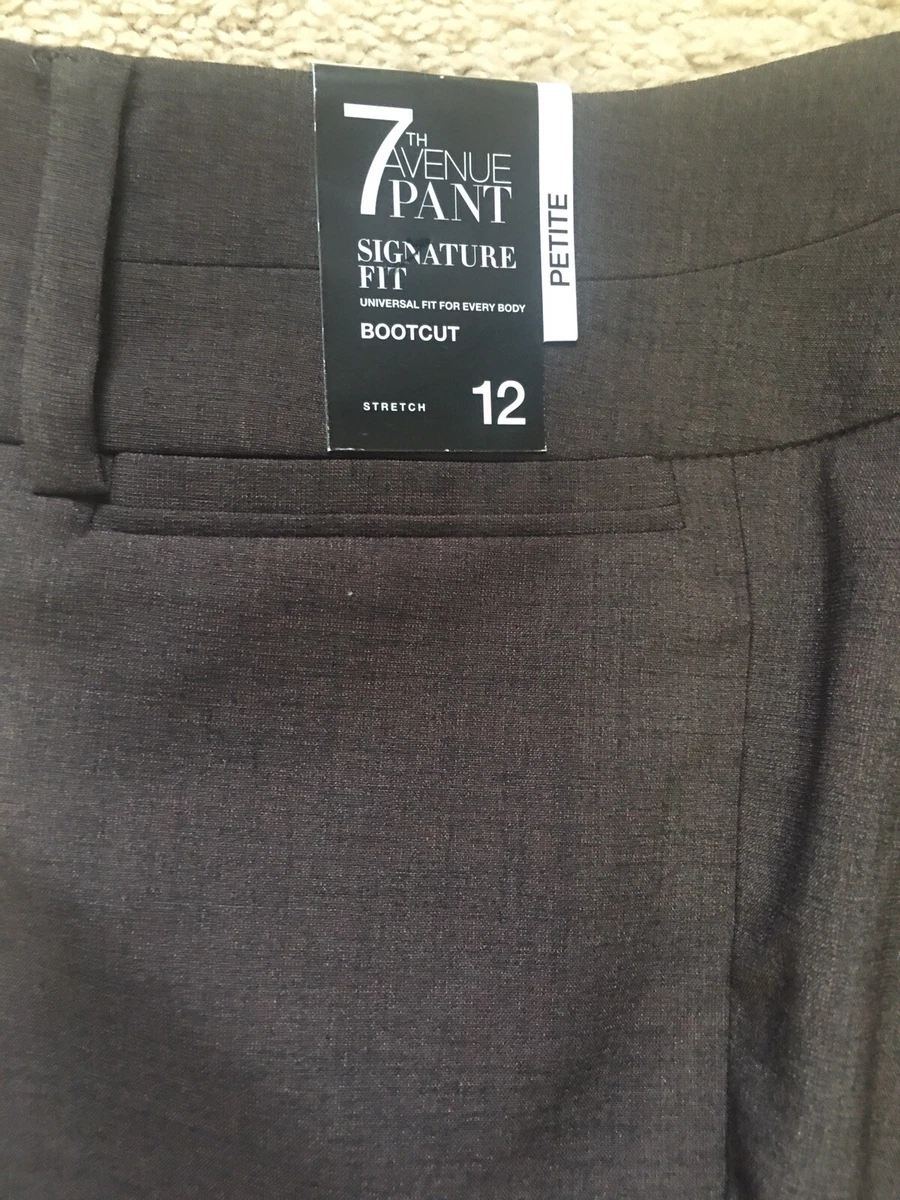 7TH
AVENUE
PANT
SIGNATURE
FIT
UNIVERSAL FIT FOR EVERY BODY
BOOTCUT
STRETCH 12
PETITE